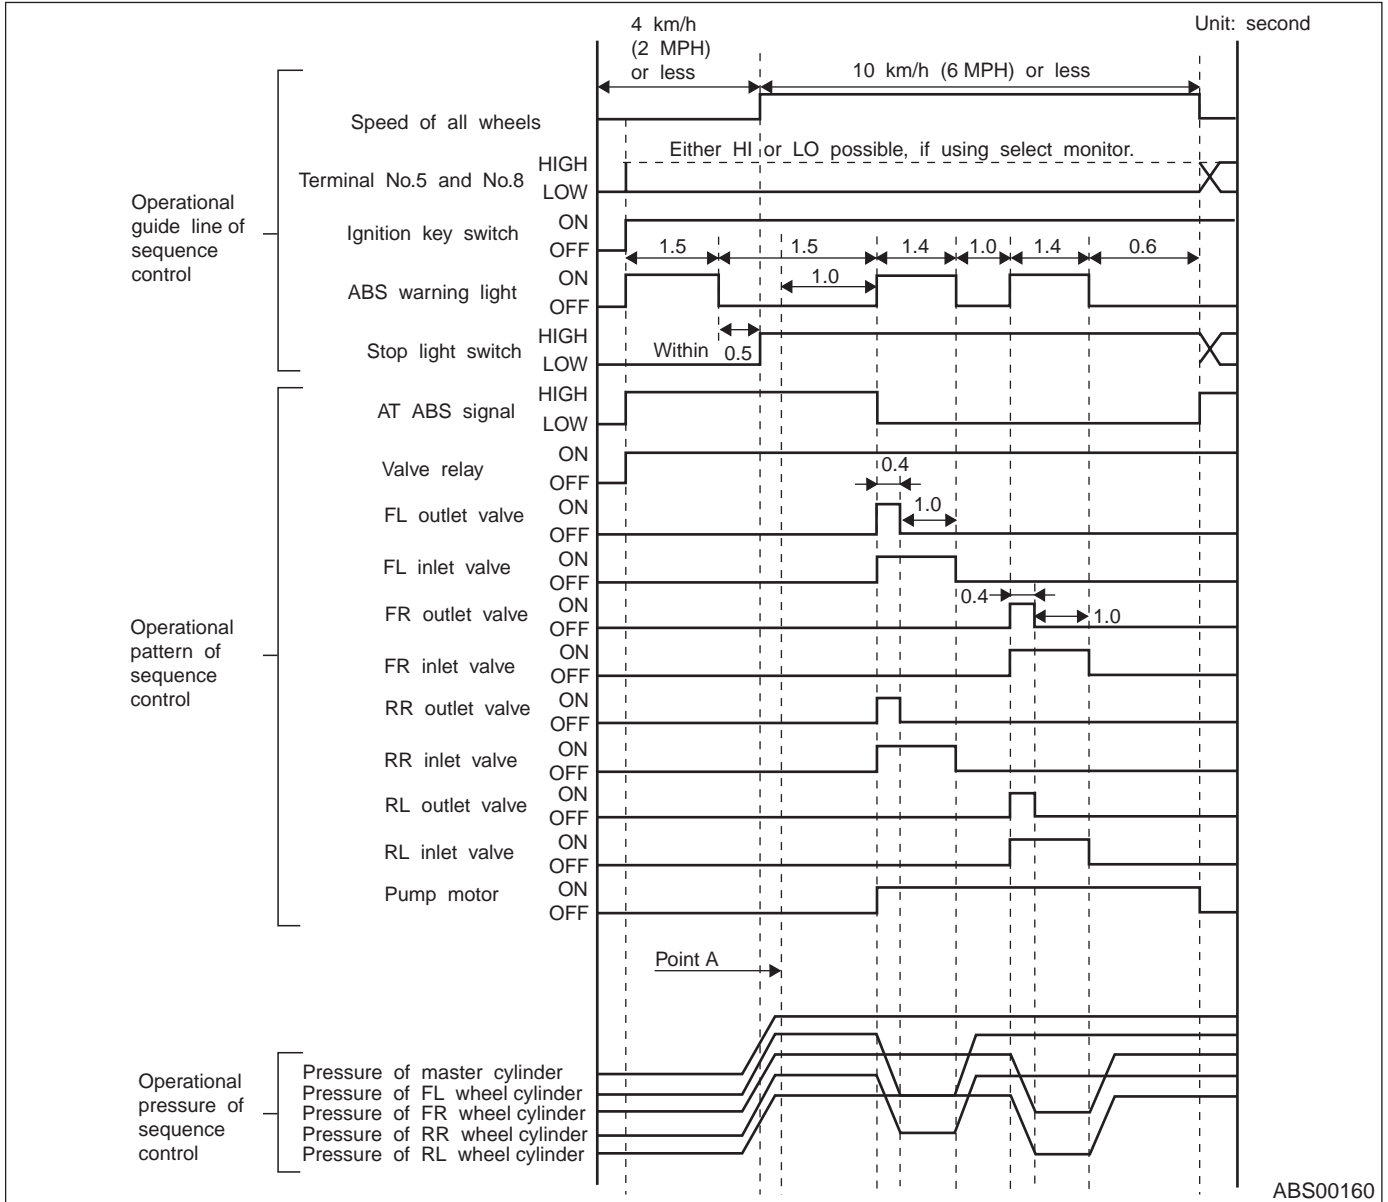 4 km/h
(2 MPH)
or less
Unit: second
10 km/h (6 MPH) or less
Operational
guide line of
sequence
control
Speed of all wheels
Either HI or LO possible, if using select monitor.
Terminal No.5 and No.8
HIGH
LOW
Ignition key switch
ON
OFF
1.5
1.5
1.4
1.0
1.4
0.6
ABS warning light
ON
OFF
1.0
Stop light switch
HIGH
LOW
Within 0.5
Operational
pattern of
sequence
control
AT ABS signal
HIGH
LOW
Valve relay
ON
OFF
0.4
FL outlet valve
ON
OFF
1.0
FL inlet valve
ON
OFF
0.4
FR outlet valve
ON
OFF
1.0
FR inlet valve
ON
OFF
RR outlet valve
ON
OFF
RR inlet valve
ON
OFF
RL outlet valve
ON
OFF
RL inlet valve
ON
OFF
Pump motor
ON
OFF
Point A
Operational
pressure of
sequence
control
Pressure of master cylinder
Pressure of FL wheel cylinder
Pressure of FR wheel cylinder
Pressure of RR wheel cylinder
Pressure of RL wheel cylinder
ABS00160